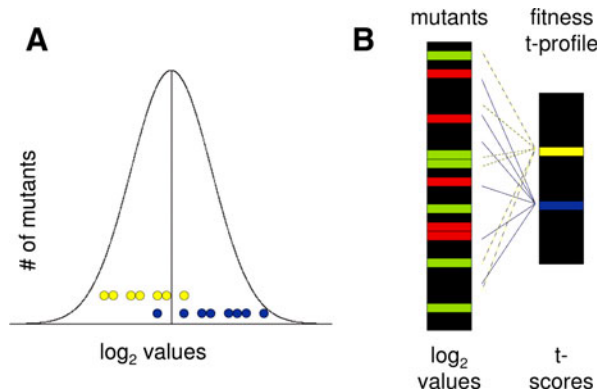 A
# of mutants
log2 values
B
mutants
fitness
t-profile
log2
values
t-
scores